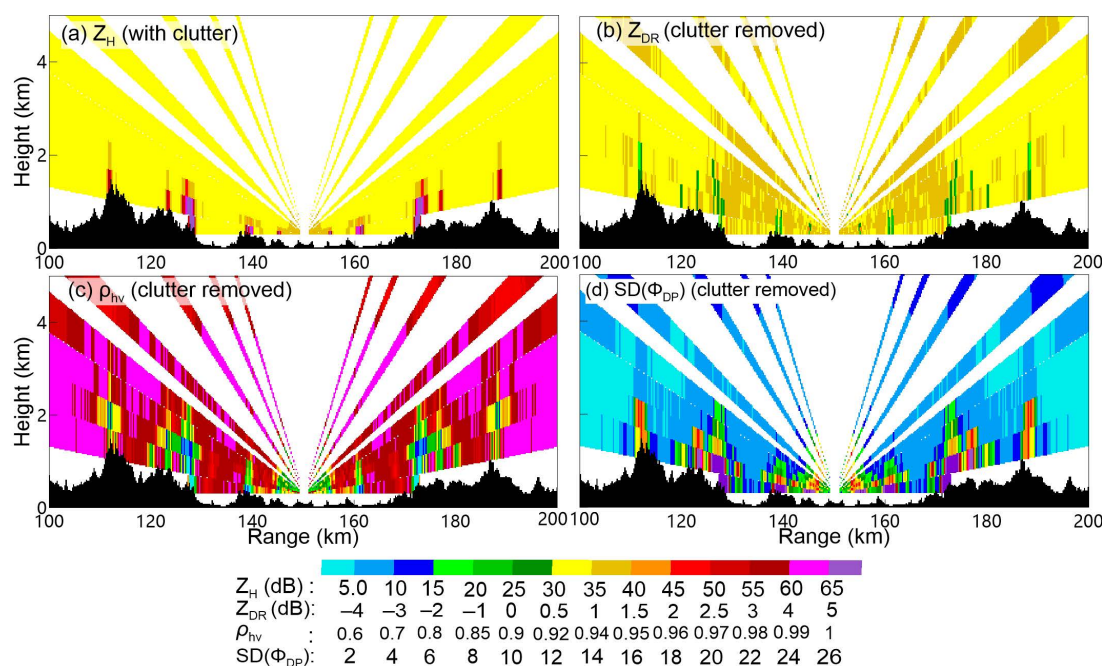 (a) Z_H (with clutter)
(b) Z_DR (clutter removed)
Height (km)
4
2
0
100 120 140 160 180 200
100 120 140 160 180 200
(c) ρ_hv (clutter removed)
(d) SD(Φ_DP) (clutter removed)
Height (km)
4
2
0
100 120 140 160 180 200
100 120 140 160 180 200
Range (km)
Range (km)
Z_H (dB) : 5.0 10 15 20 25 30 35 40 45 50 55 60 65
Z_DR (dB): –4 –3 –2 –1 0 0.5 1 1.5 2 2.5 3 4 5
ρ_hv : 0.6 0.7 0.8 0.85 0.9 0.92 0.94 0.95 0.96 0.97 0.98 0.99 1
SD(Φ_DP) : 2 4 6 8 10 12 14 16 18 20 22 24 26